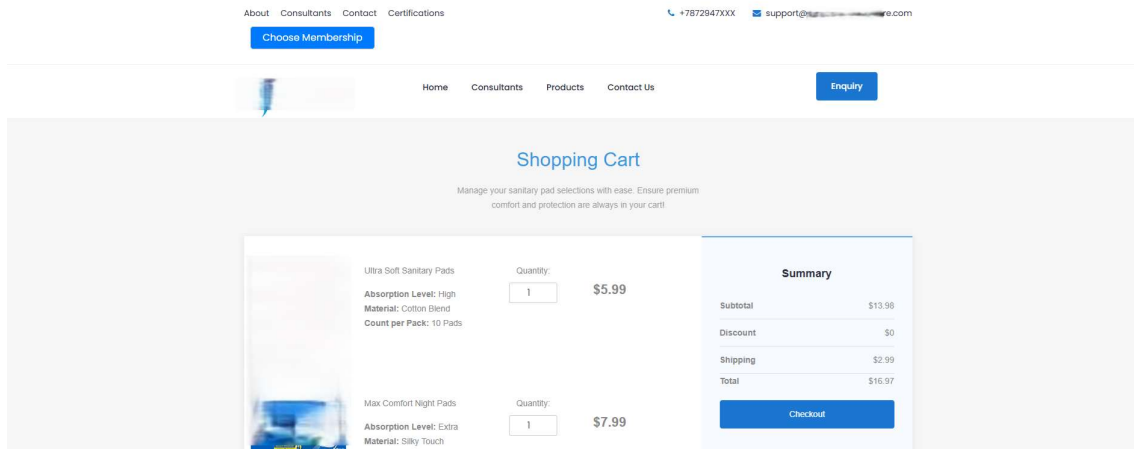 About Consultants Contact Certifications
+7872947XXX support@ re.com
Choose Membership
Home Consultants Products Contact Us
Enquiry
Shopping Cart
Manage your sanitary pad selections with ease. Ensure premium
comfort and protection are always in your cart!
Ultra Soft Sanitary Pads
Absorption Level: High
Material: Cotton Blend
Count per Pack: 10 Pads
Quantity:
1
$5.99
Max Comfort Night Pads
Absorption Level: Extra
Material: Silky Touch
Quantity:
1
$7.99
Summary
Subtotal $13.98
Discount $0
Shipping $2.99
Total $16.97
Checkout